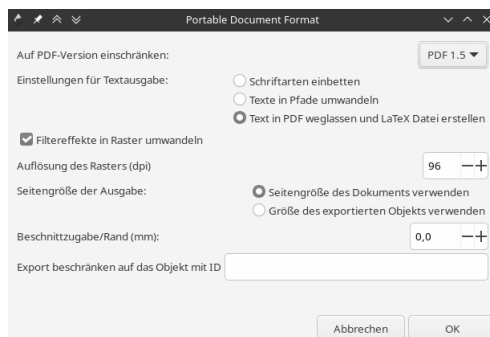 Portable Document Format
Auf PDF-Version einschränken:
PDF 1.5
Einstellungen für Textausgabe:
Schriftarten einbetten
Texte in Pfade umwandeln
Text in PDF weglassen und LaTeX Datei erstellen
Filtereffekte in Raster umwandeln
Auflösung des Rasters (dpi)
96
Seitengröße der Ausgabe:
Seitengröße des Dokuments verwenden
Größe des exportierten Objekts verwenden
Beschnittzugabe/Rand (mm):
0,0
Export beschränken auf das Objekt mit ID
Abbrechen
OK